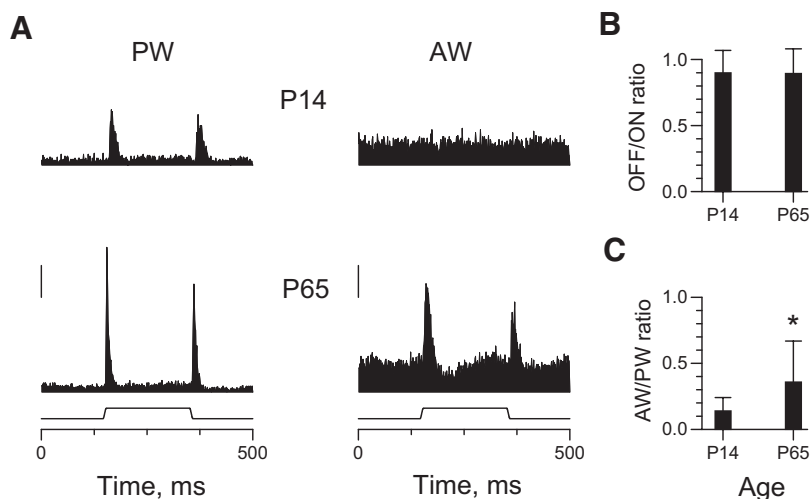 A
PW
AW
P14
P65
0
500
0
500
Time, ms
Time, ms
B
OFF/ON ratio
1.0
0.5
0.0
P14
P65
C
AW/PW ratio
1.0
*
0.5
0.0
P14
P65
Age